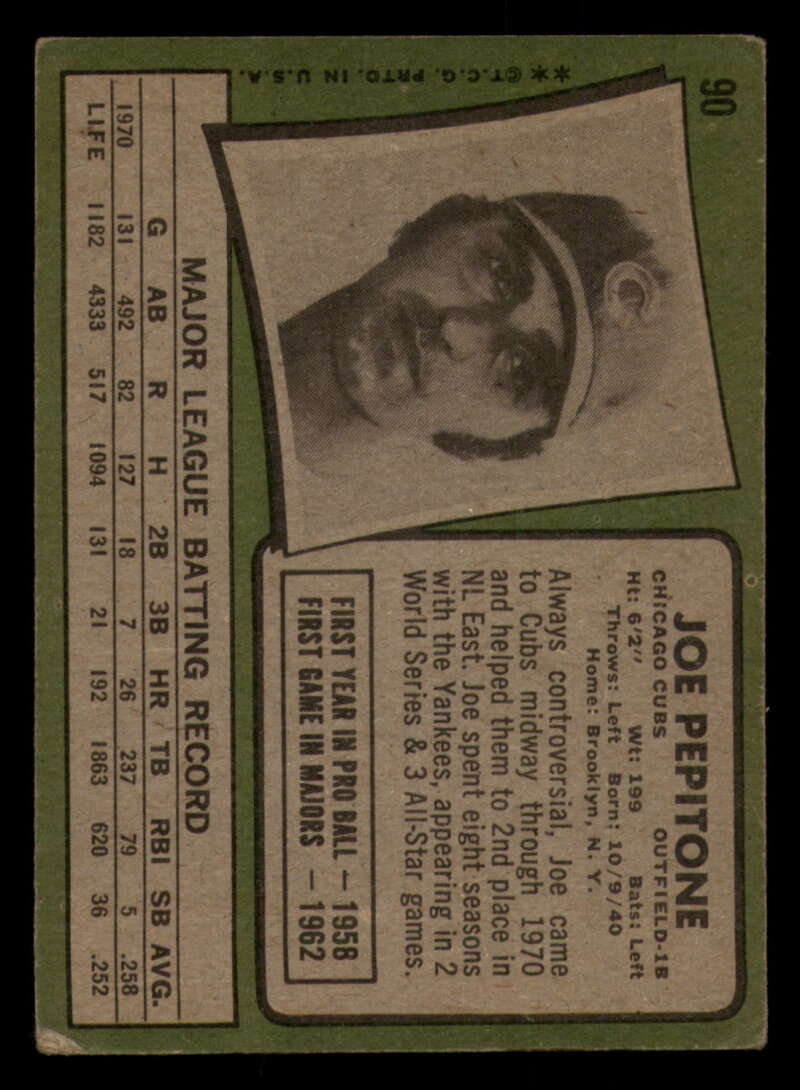 90
**©T.C.G. PRTD. IN U.S.A.
C
JOE PEPITONE
CHICAGO CUBS OUTFIELD-1B
Ht: 6'2" Wt: 199 Bats: Left
Throws: Left Born: 10/9/40
Home: Brooklyn, N. Y.
Always controversial, Joe came
to Cubs midway through 1970
and helped them to 2nd place in
NL East. Joe spent eight seasons
with the Yankees, appearing in 2
World Series & 3 All-Star games.
FIRST YEAR IN PRO BALL — 1958
FIRST GAME IN MAJORS — 1962
MAJOR LEAGUE BATTING RECORD
G AB R H 2B 3B HR TB RBI SB AVG.
1970 131 492 82 127 18 7 26 237 79 5 .258
LIFE 1182 4333 517 1094 131 21 192 1863 620 36 .252